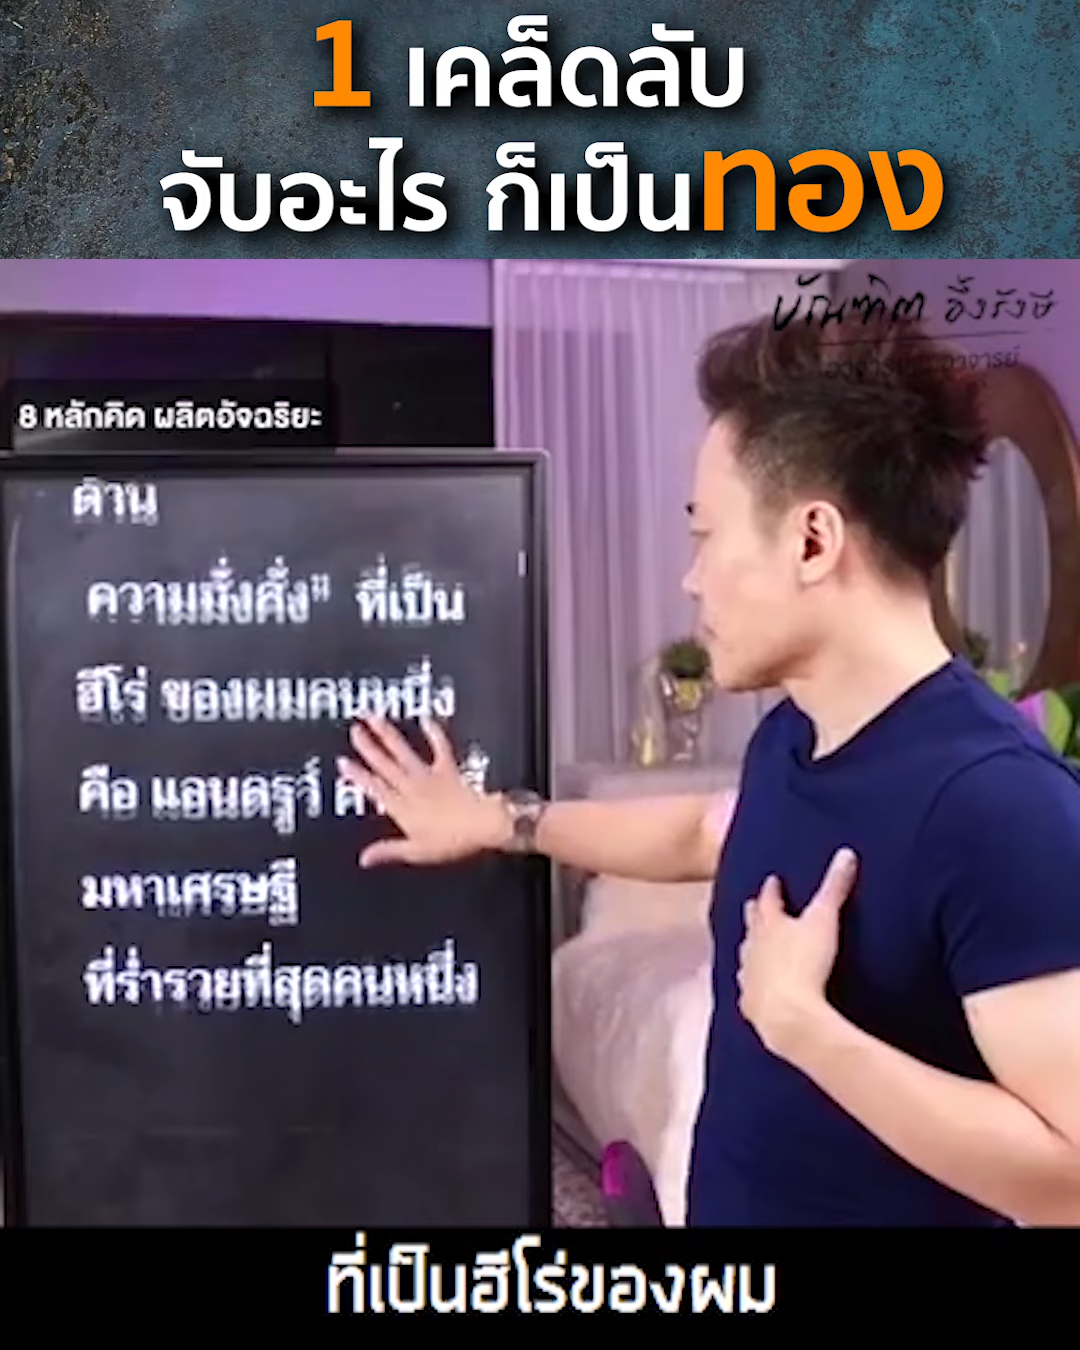 1 เคล็ดลับ
จับอะไร ก็เป็นทอง
บัณฑิต อึ้งรังษี
8 หลักคิด ผลิตอัจฉริยะ
ด้าน
ความมั่งคั่ง" ที่เป็น
ฮีโร่ ของผมคนหนึ่ง
คือ แอนดรูว์
มหาเศรษฐี
ที่ร่ำรวยที่สุดคนหนึ่ง
ที่เป็นฮีโร่ของผม